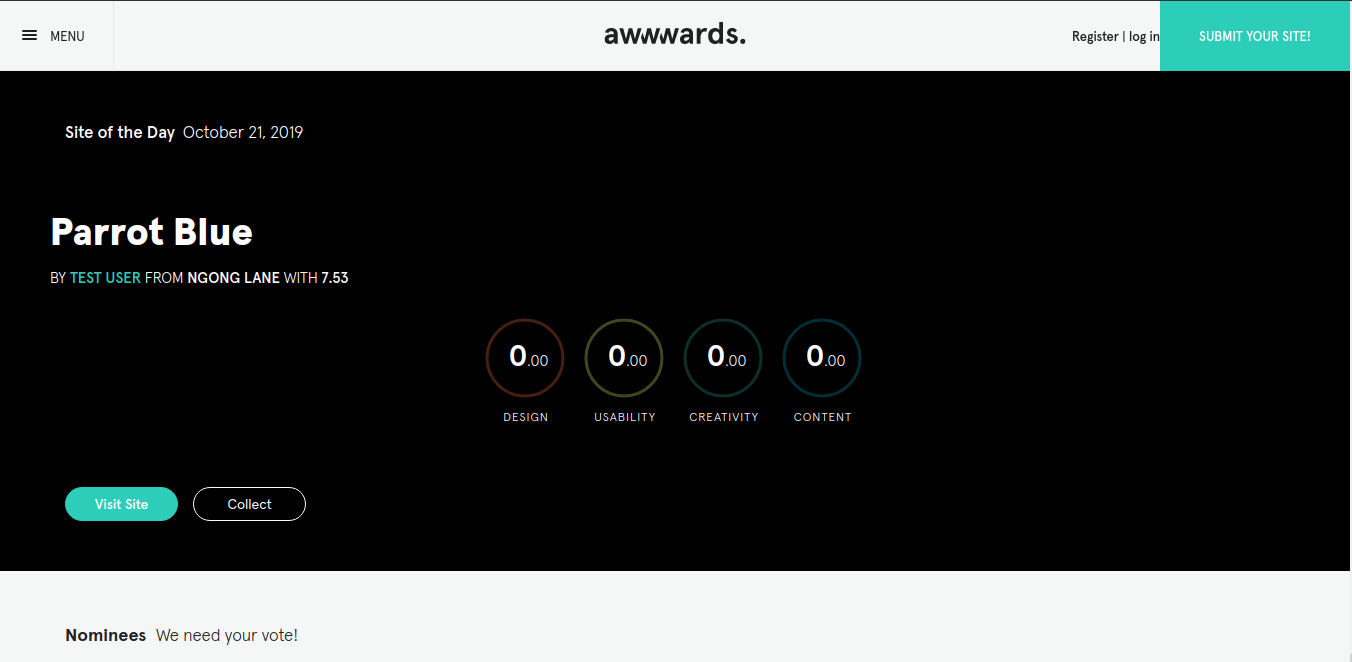 MENU
awwwards.
Register | log in
SUBMIT YOUR SITE!
Site of the Day October 21, 2019
Parrot Blue
BY TEST USER FROM NGONG LANE WITH 7.53
0.00 0.00 0.00 0.00
DESIGN USABILITY CREATIVITY CONTENT
Visit Site Collect
Nominees We need your vote!